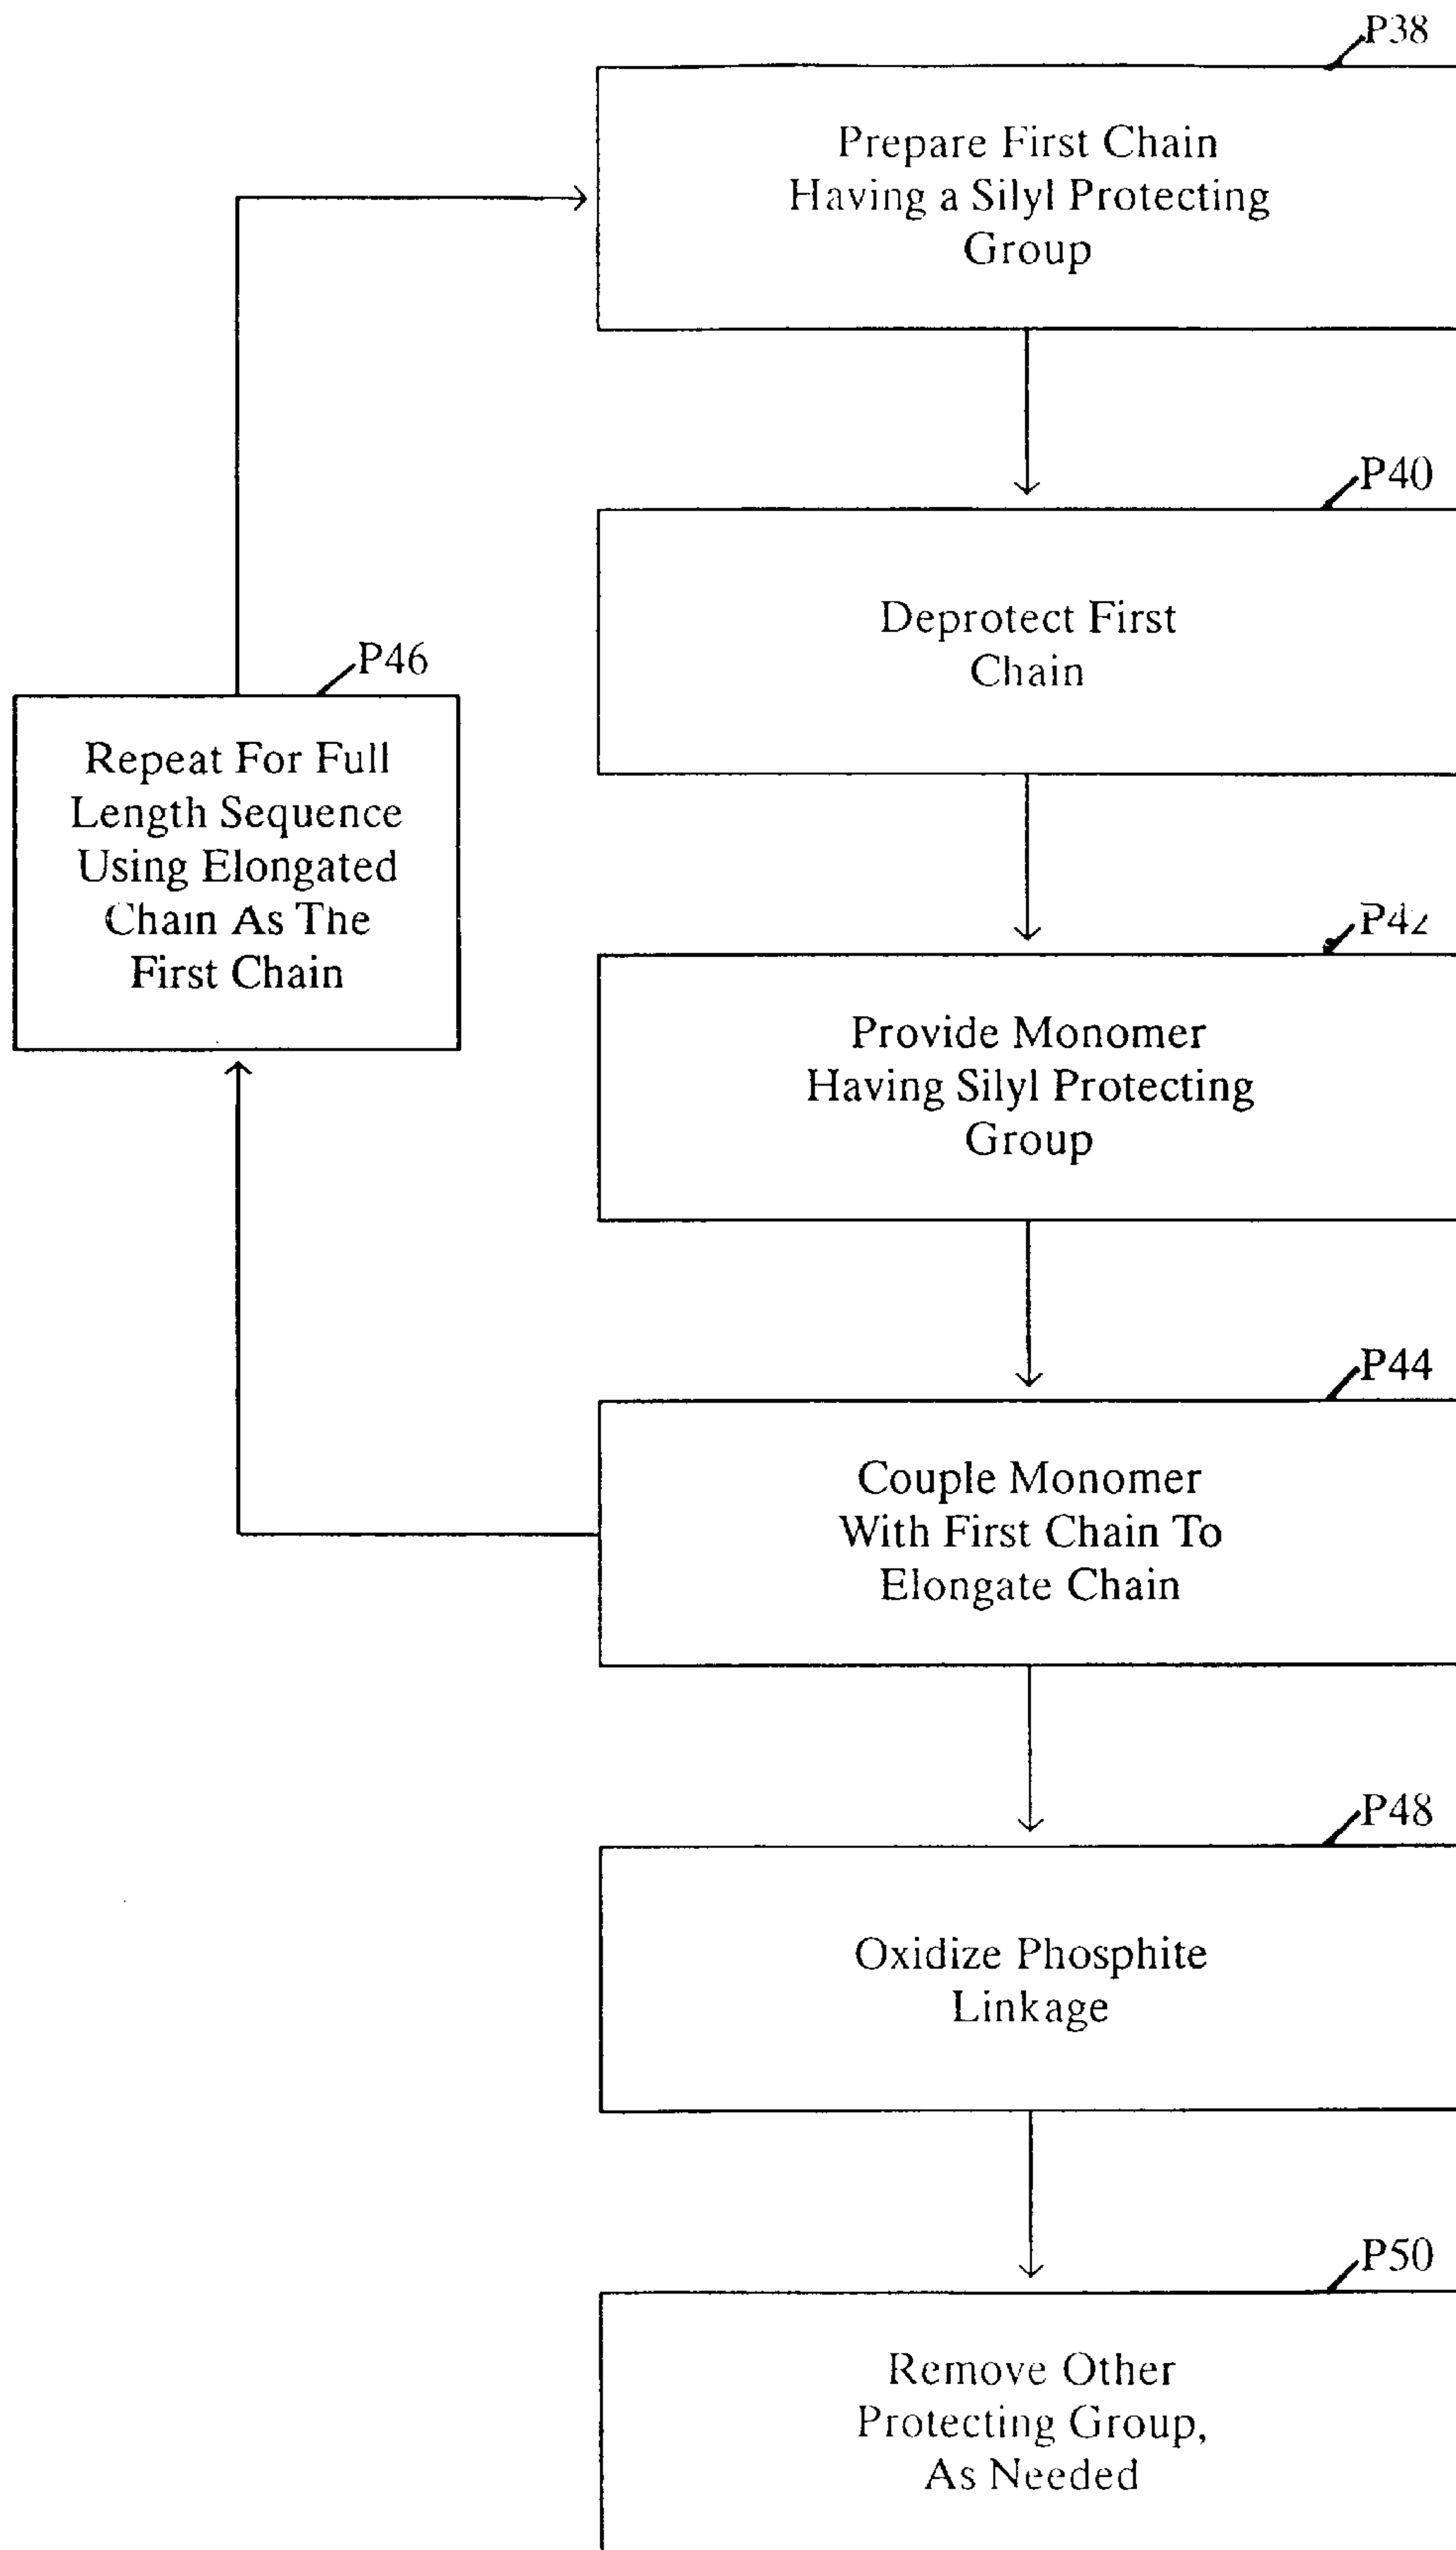 P38
Prepare First Chain
Having a Silyl Protecting
Group
P40
Deprotect First
Chain
P46
Repeat For Full
Length Sequence
Using Elongated
Chain As The
First Chain
P42
Provide Monomer
Having Silyl Protecting
Group
P44
Couple Monomer
With First Chain To
Elongate Chain
P48
Oxidize Phosphite
Linkage
P50
Remove Other
Protecting Group,
As Needed